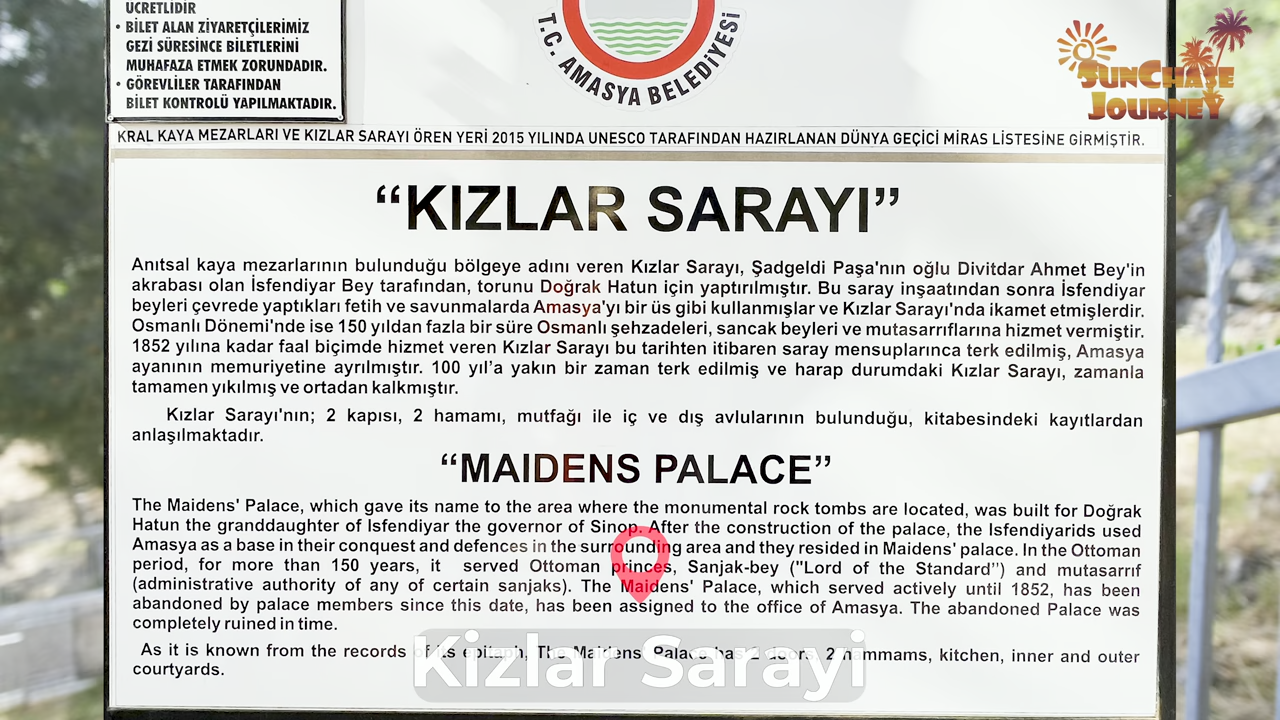 ÜCRETLİDİR
• BİLET ALAN ZİYARETÇİLERİMİZ
GEZİ SÜRESİNCE BİLETLERİNİ
MUHAFAZA ETMEK ZORUNDADIR.
• GÖREVLİLER TARAFINDAN
BİLET KONTROLÜ YAPILMAKTADIR.
T.C. AMASYA BELEDİYESİ
SUNCHASE
JOURNEY
KRAL KAYA MEZARLARI VE KIZLAR SARAYI ÖREN YERİ 2015 YILINDA UNESCO TARAFINDAN HAZIRLANAN DÜNYA GEÇİCİ MİRAS LİSTESİNE GİRMİŞTİR.
“KIZLAR SARAYI”
Anıtsal kaya mezarlarının bulunduğu bölgeye adını veren Kızlar Sarayı, Şadgeldi Paşa'nın oğlu Divitdar Ahmet Bey'in
akrabası olan İsfendiyar Bey tarafından, torunu Doğrak Hatun için yaptırılmıştır. Bu saray inşaatından sonra İsfendiyar
beyleri çevrede yaptıkları fetih ve savunmalarda Amasya'yı bir üs gibi kullanmışlar ve Kızlar Sarayı'nda ikamet etmişlerdir.
Osmanlı Dönemi'nde ise 150 yıldan fazla bir süre Osmanlı şehzadeleri, sancak beyleri ve mutasarrıflarına hizmet vermiştir.
1852 yılına kadar faal biçimde hizmet veren Kızlar Sarayı bu tarihten itibaren saray mensuplarınca terk edilmiş, Amasya
ayanının memuriyetine ayrılmıştır. 100 yıl’a yakın bir zaman terk edilmiş ve harap durumdaki Kızlar Sarayı, zamanla
tamamen yıkılmış ve ortadan kalkmıştır.
Kızlar Sarayı'nın; 2 kapısı, 2 hamamı, mutfağı ile iç ve dış avlularının bulunduğu, kitabesindeki kayıtlardan
anlaşılmaktadır.
“MAIDENS PALACE”
The Maidens' Palace, which gave its name to the area where the monumental rock tombs are located, was built for Doğrak
Hatun the granddaughter of Isfendiyar the governor of Sinop. After the construction of the palace, the Isfendiyarids used
Amasya as a base in their conquest and defences in the surrounding area and they resided in Maidens' palace. In the Ottoman
period, for more than 150 years, it served Ottoman princes, Sanjak-bey ("Lord of the Standard”) and mutasarrıf
(administrative authority of any of certain sanjaks). The Maidens' Palace, which served actively until 1852, has been
abandoned by palace members since this date, has been assigned to the office of Amasya. The abandoned Palace was
completely ruined in time.
As it is known from the records of its epitaph, The Maidens' Palace has 2 doors, 2 hammams, kitchen, inner and outer
courtyards.
Kizlar Sarayi